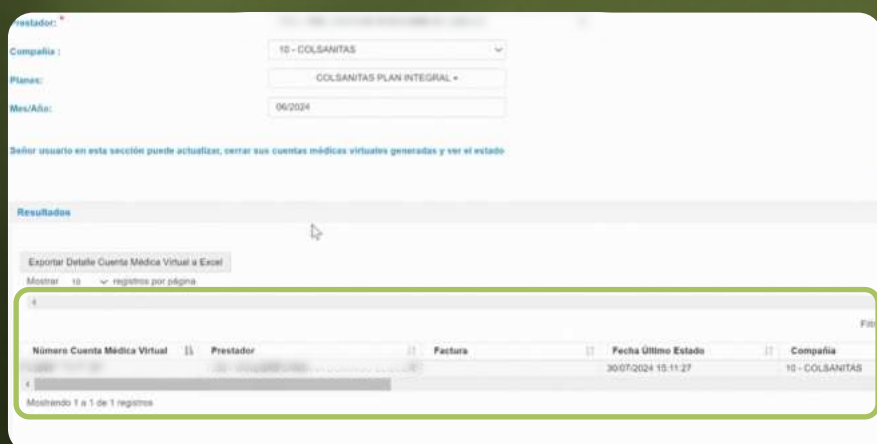 Prestador: *
Compañía : 10 - COLSANITAS
Planes: COLSANITAS PLAN INTEGRAL
Mes/Año: 06/2024
Señor usuario en esta sección puede actualizar, cerrar sus cuentas médicas virtuales generadas y ver el estado
Resultados
Exportar Detalle Cuenta Médica Virtual a Excel
Mostrar 10 registros por página
Número Cuenta Médica Virtual Prestador Factura Fecha Último Estado Compañía
30/07/2024 15:11:27 10 - COLSANITAS
Mostrando 1 a 1 de 1 registros